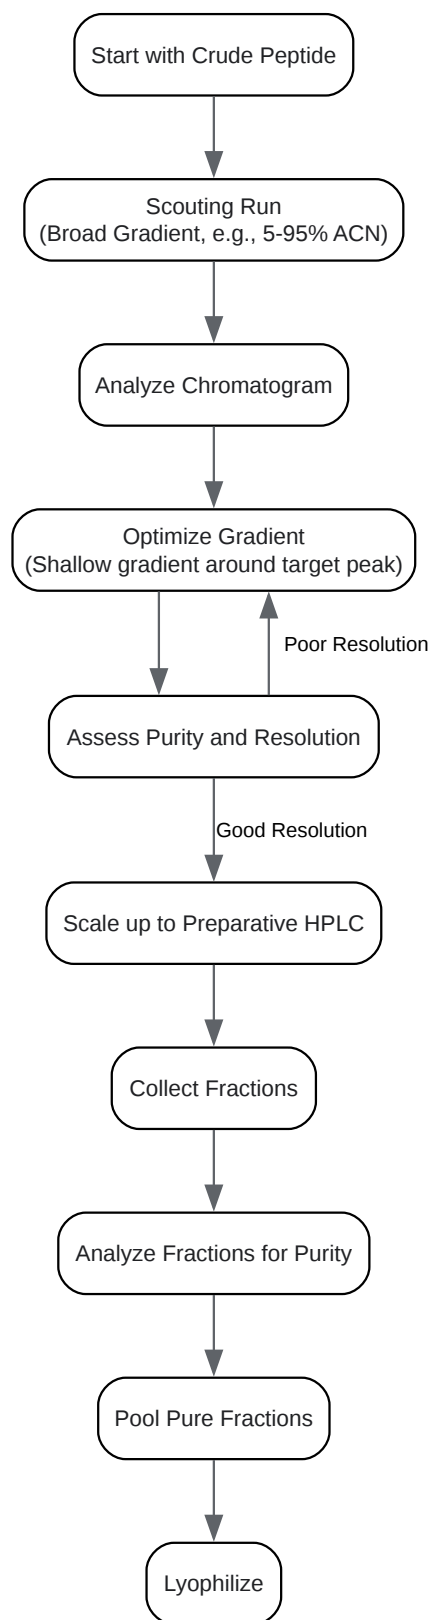 Start with Crude Peptide
Scouting Run
(Broad Gradient, e.g., 5-95% ACN)
Analyze Chromatogram
Optimize Gradient
(Shallow gradient around target peak)
Poor Resolution
Assess Purity and Resolution
Good Resolution
Scale up to Preparative HPLC
Collect Fractions
Analyze Fractions for Purity
Pool Pure Fractions
Lyophilize